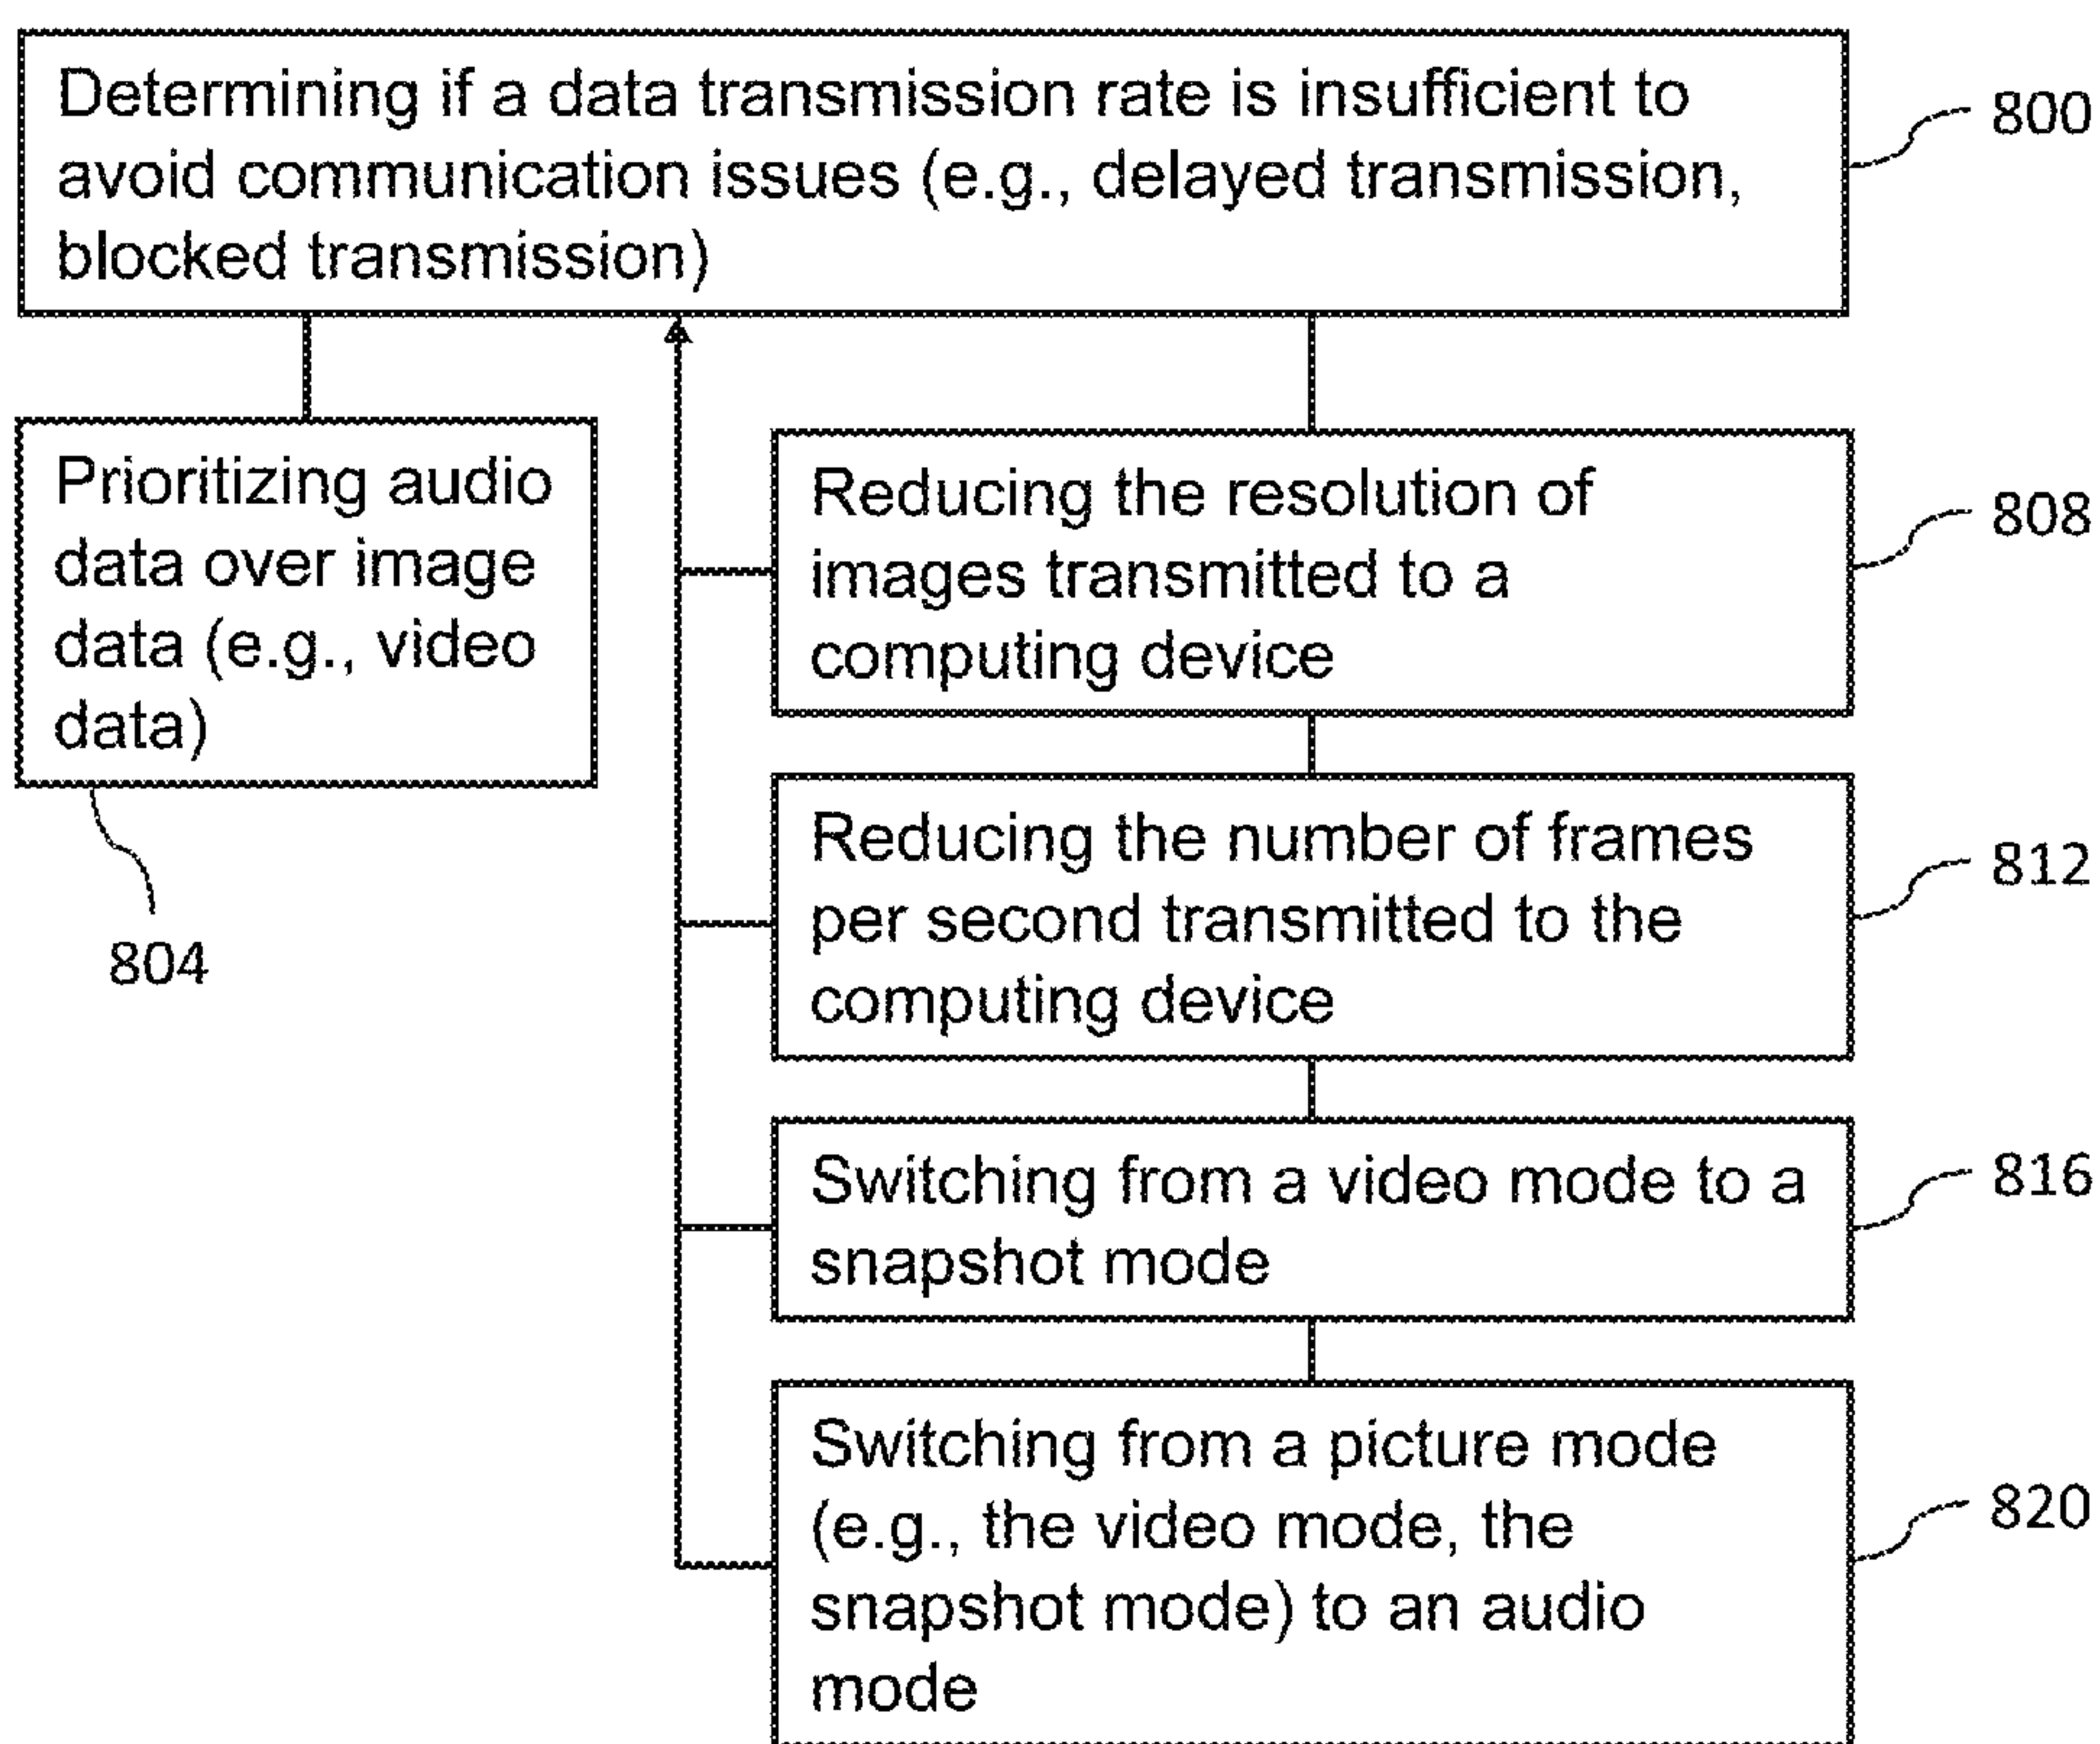 Determining if a data transmission rate is insufficient to
avoid communication issues (e.g., delayed transmission,
blocked transmission)
800
Prioritizing audio
data over image
data (e.g., video
data)
804
Reducing the resolution of
images transmitted to a
computing device
808
Reducing the number of frames
per second transmitted to the
computing device
812
Switching from a video mode to a
snapshot mode
816
Switching from a picture mode
(e.g., the video mode, the
snapshot mode) to an audio
mode
820